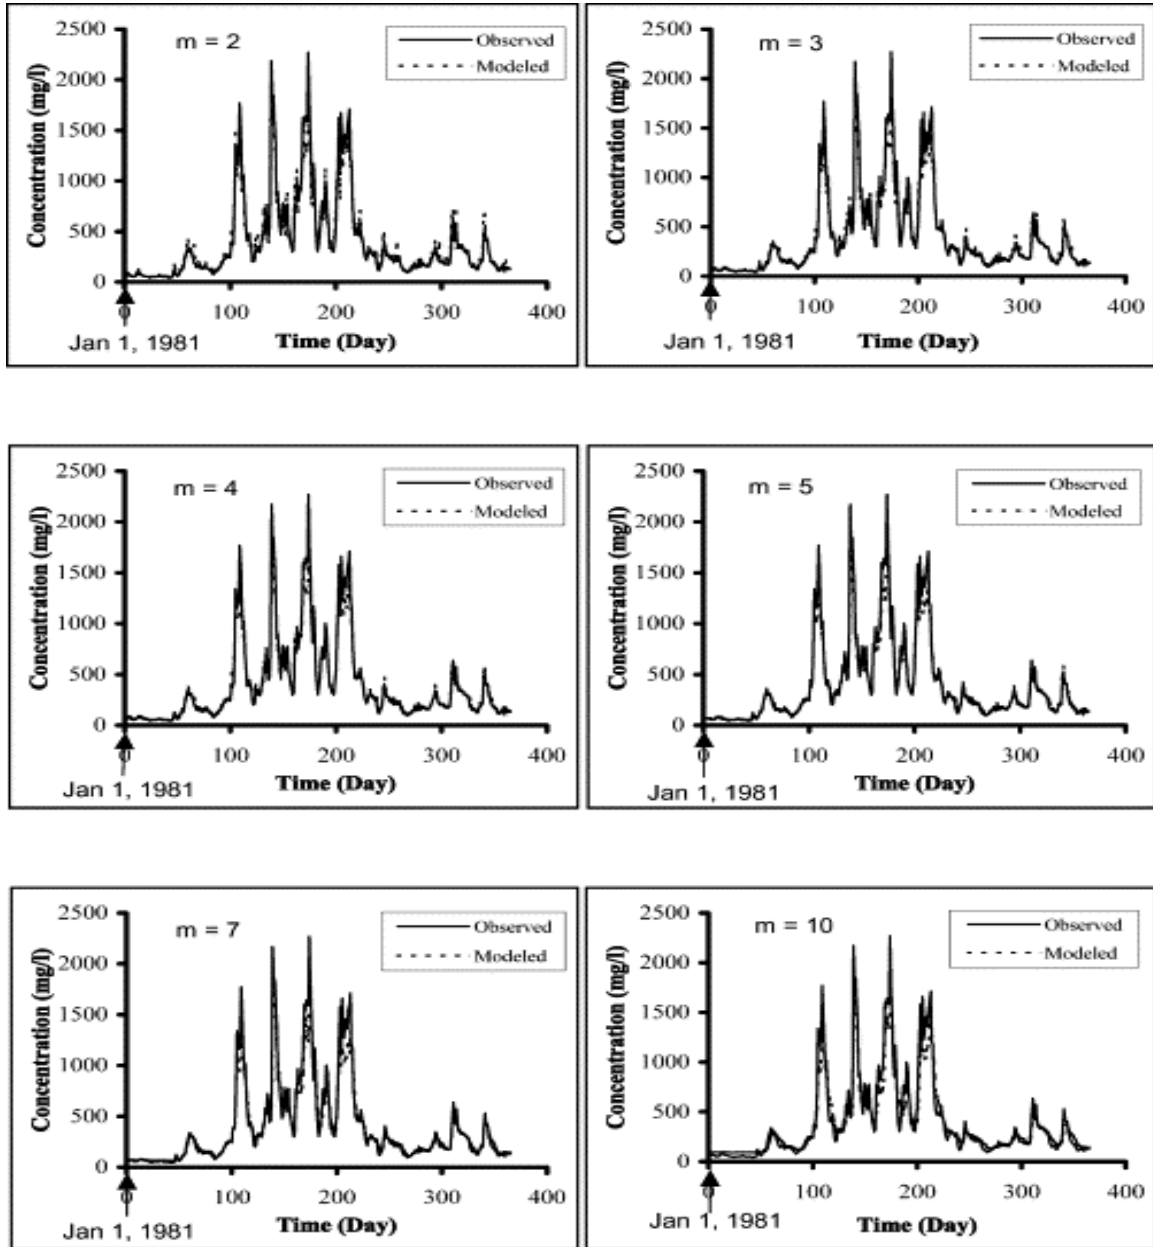 2500
m = 2
Observed
Modeled
2000
1500
1000
500
0
Concentration (mg/l)
0 100 200 300 400
Jan 1, 1981
Time (Day)
2500
m = 3
Observed
Modeled
2000
1500
1000
500
0
Concentration (mg/l)
0 100 200 300 400
Jan 1, 1981
Time (Day)
2500
m = 4
Observed
Modeled
2000
1500
1000
500
0
Concentration (mg/l)
0 100 200 300 400
Jan 1, 1981
Time (Day)
2500
m = 5
Observed
Modeled
2000
1500
1000
500
0
Concentration (mg/l)
0 100 200 300 400
Jan 1, 1981
Time (Day)
2500
m = 7
Observed
Modeled
2000
1500
1000
500
0
Concentration (mg/l)
0 100 200 300 400
Jan 1, 1981
Time (Day)
2500
m = 10
Observed
Modeled
2000
1500
1000
500
0
Concentration (mg/l)
0 100 200 300 400
Jan 1, 1981
Time (Day)